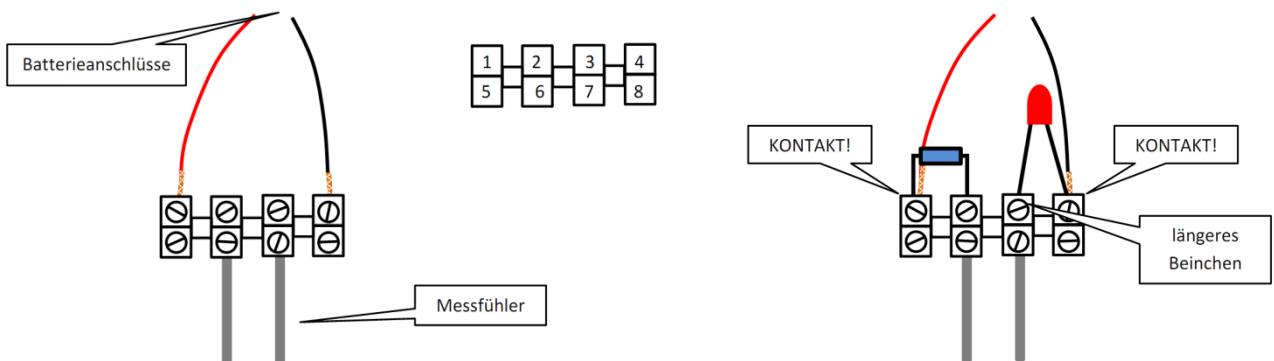 Batterieanschlüsse
1 2 3 4
5 6 7 8
Messfühler
KONTAKT!
KONTAKT!
längeres
Beinchen